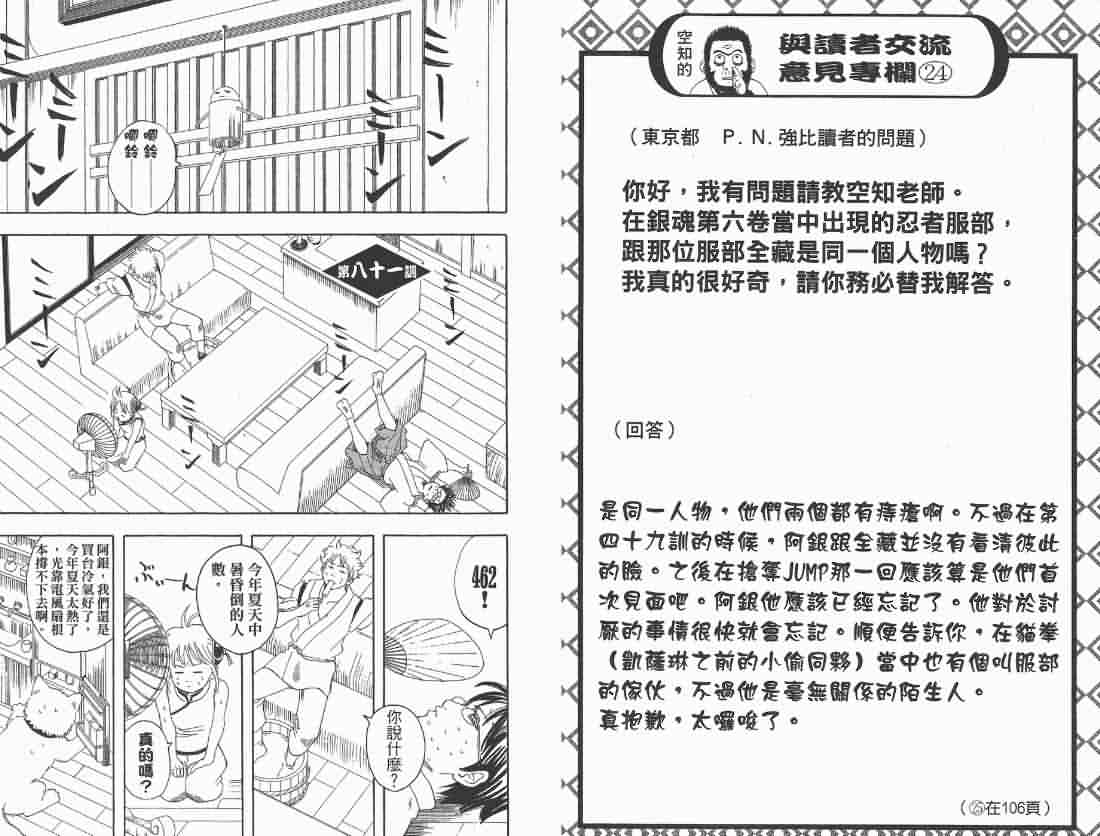 空知的
與讀者交流
意見專欄㉔
（東京都　P．N．強比讀者的問題）
你好，我有問題請教空知老師。
在銀魂第六卷當中出現的忍者服部，
跟那位服部全藏是同一個人物嗎？
我真的很好奇，請你務必替我解答。
（回答）
是同一人物，他們兩個都有痔瘡啊。不過在第
四十九訓的時候，阿銀跟全藏並沒有看清彼此
的臉。之後在搶奪JUMP那一回應該算是他們首
次見面吧。阿銀他應該已經忘記了。他對於討
厭的事情很快就會忘記。順便告訴你，在貓拳
（凱薩琳之前的小偷同夥）當中也有個叫服部
的傢伙，不過他是毫無關係的陌生人。
真抱歉，太囉唆了。
（㉕在106頁）
ミーン
ミーン
ミーン
ミーン
第八十一訓
ミーン
ミーン
ミーン
ミーン
462
！
你說什麼？
今年夏天中
暑昏倒的人
數。
真的嗎？
阿銀，我們還是
買台冷氣好了，
今年夏天太熱了
，光靠電風扇根
本撐不下去啊。